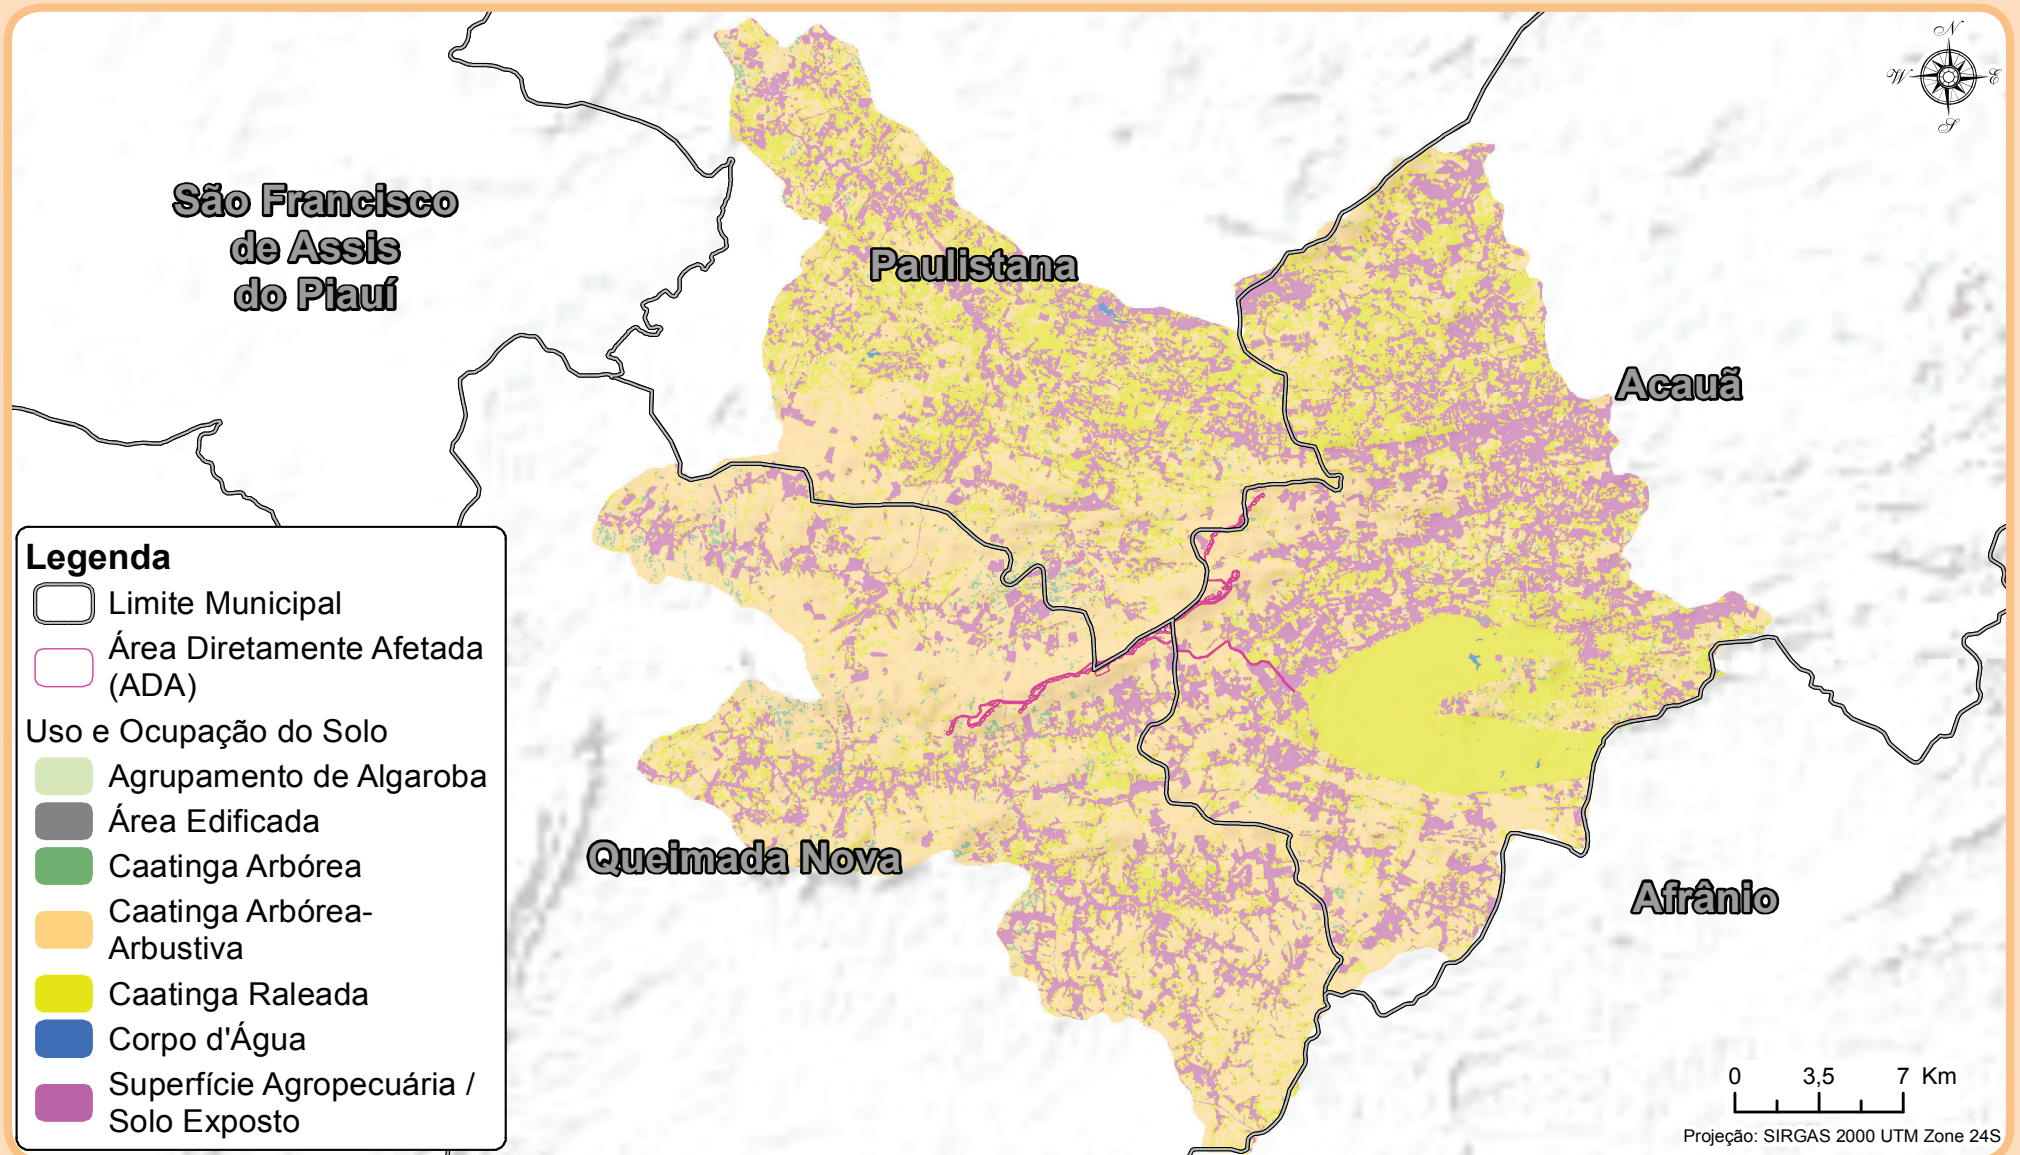 N
W
E
S
São Francisco
de Assis
do Piauí
Paulistana
Acauã
Queimada Nova
Afrânio
Legenda
Limite Municipal
Área Diretamente Afetada
(ADA)
Uso e Ocupação do Solo
Agrupamento de Algaroba
Área Edificada
Caatinga Arbórea
Caatinga Arbórea-
Arbustiva
Caatinga Raleada
Corpo d'Água
Superfície Agropecuária /
Solo Exposto
0 3,5 7 Km
Projeção: SIRGAS 2000 UTM Zone 24S